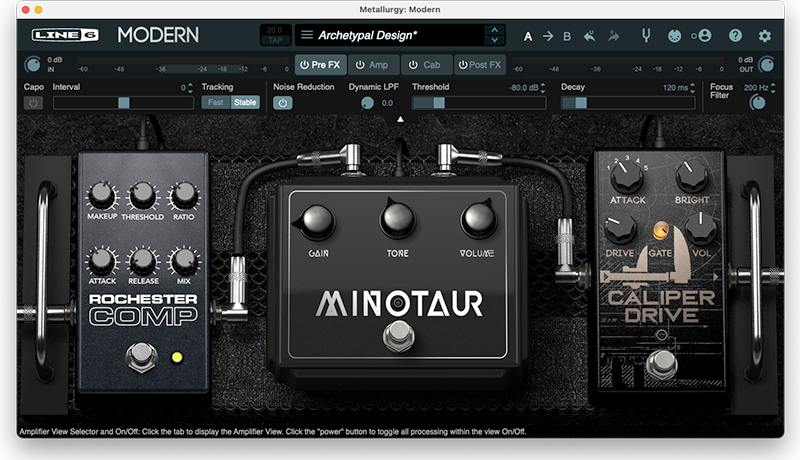 Metallurgy: Modern
LINE 6 MODERN
20.0
TAP
Archetypal Design*
A B
0 dB
IN
-60 -48 -36 -24 -12 -6 0
Pre FX Amp Cab Post FX
-60 -48 -36 -24 -12 -6 0
0 dB
OUT
Capo Interval 0 Tracking Noise Reduction Dynamic LPF Threshold -80.0 dB Decay 120 ms Focus Filter 200 Hz
Fast Stable 0.0
MAKEUP THRESHOLD RATIO
ATTACK RELEASE MIX
ROCHESTER
COMP
GAIN TONE VOLUME
MINOTAUR
1 2 3 4 5
ATTACK BRIGHT
DRIVE GATE VOL
CALIPER
DRIVE
Amplifier View Selector and On/Off: Click the tab to display the Amplifier View. Click the "power" button to toggle all processing within the view On/Off.